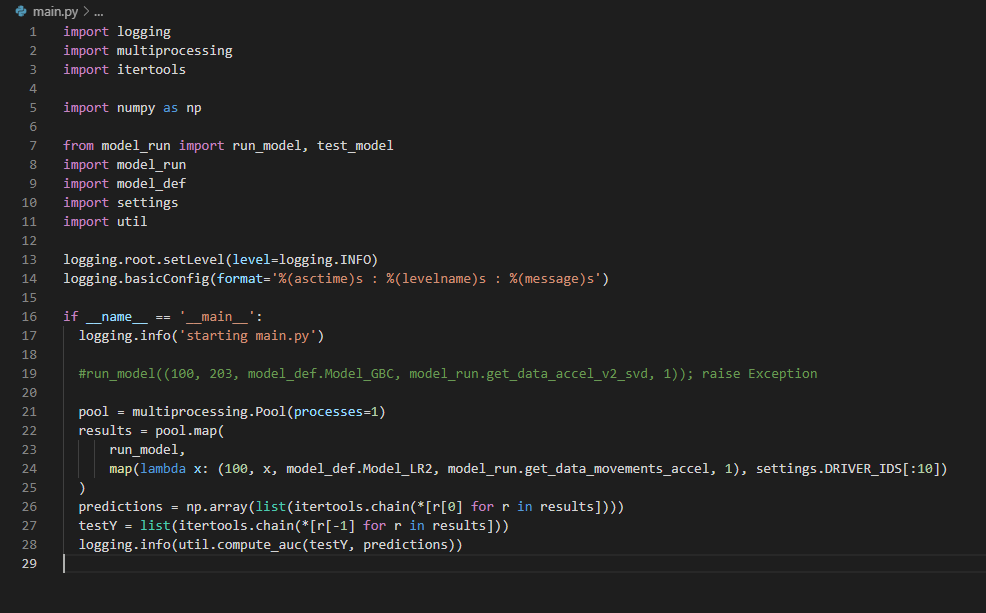 main.py > ...
1 import logging
2 import multiprocessing
3 import itertools
4
5 import numpy as np
6
7 from model_run import run_model, test_model
8 import model_run
9 import model_def
10 import settings
11 import util
12
13 logging.root.setLevel(level=logging.INFO)
14 logging.basicConfig(format='%(asctime)s : %(levelname)s : %(message)s')
15
16 if __name__ == '__main__':
17   logging.info('starting main.py')
18
19   #run_model((100, 203, model_def.Model_GBC, model_run.get_data_accel_v2_svd, 1)); raise Exception
20
21   pool = multiprocessing.Pool(processes=1)
22   results = pool.map(
23       run_model,
24       map(lambda x: (100, x, model_def.Model_LR2, model_run.get_data_movements_accel, 1), settings.DRIVER_IDS[:10])
25   )
26   predictions = np.array(list(itertools.chain(*[r[0] for r in results])))
27   testY = list(itertools.chain(*[r[-1] for r in results]))
28   logging.info(util.compute_auc(testY, predictions))
29